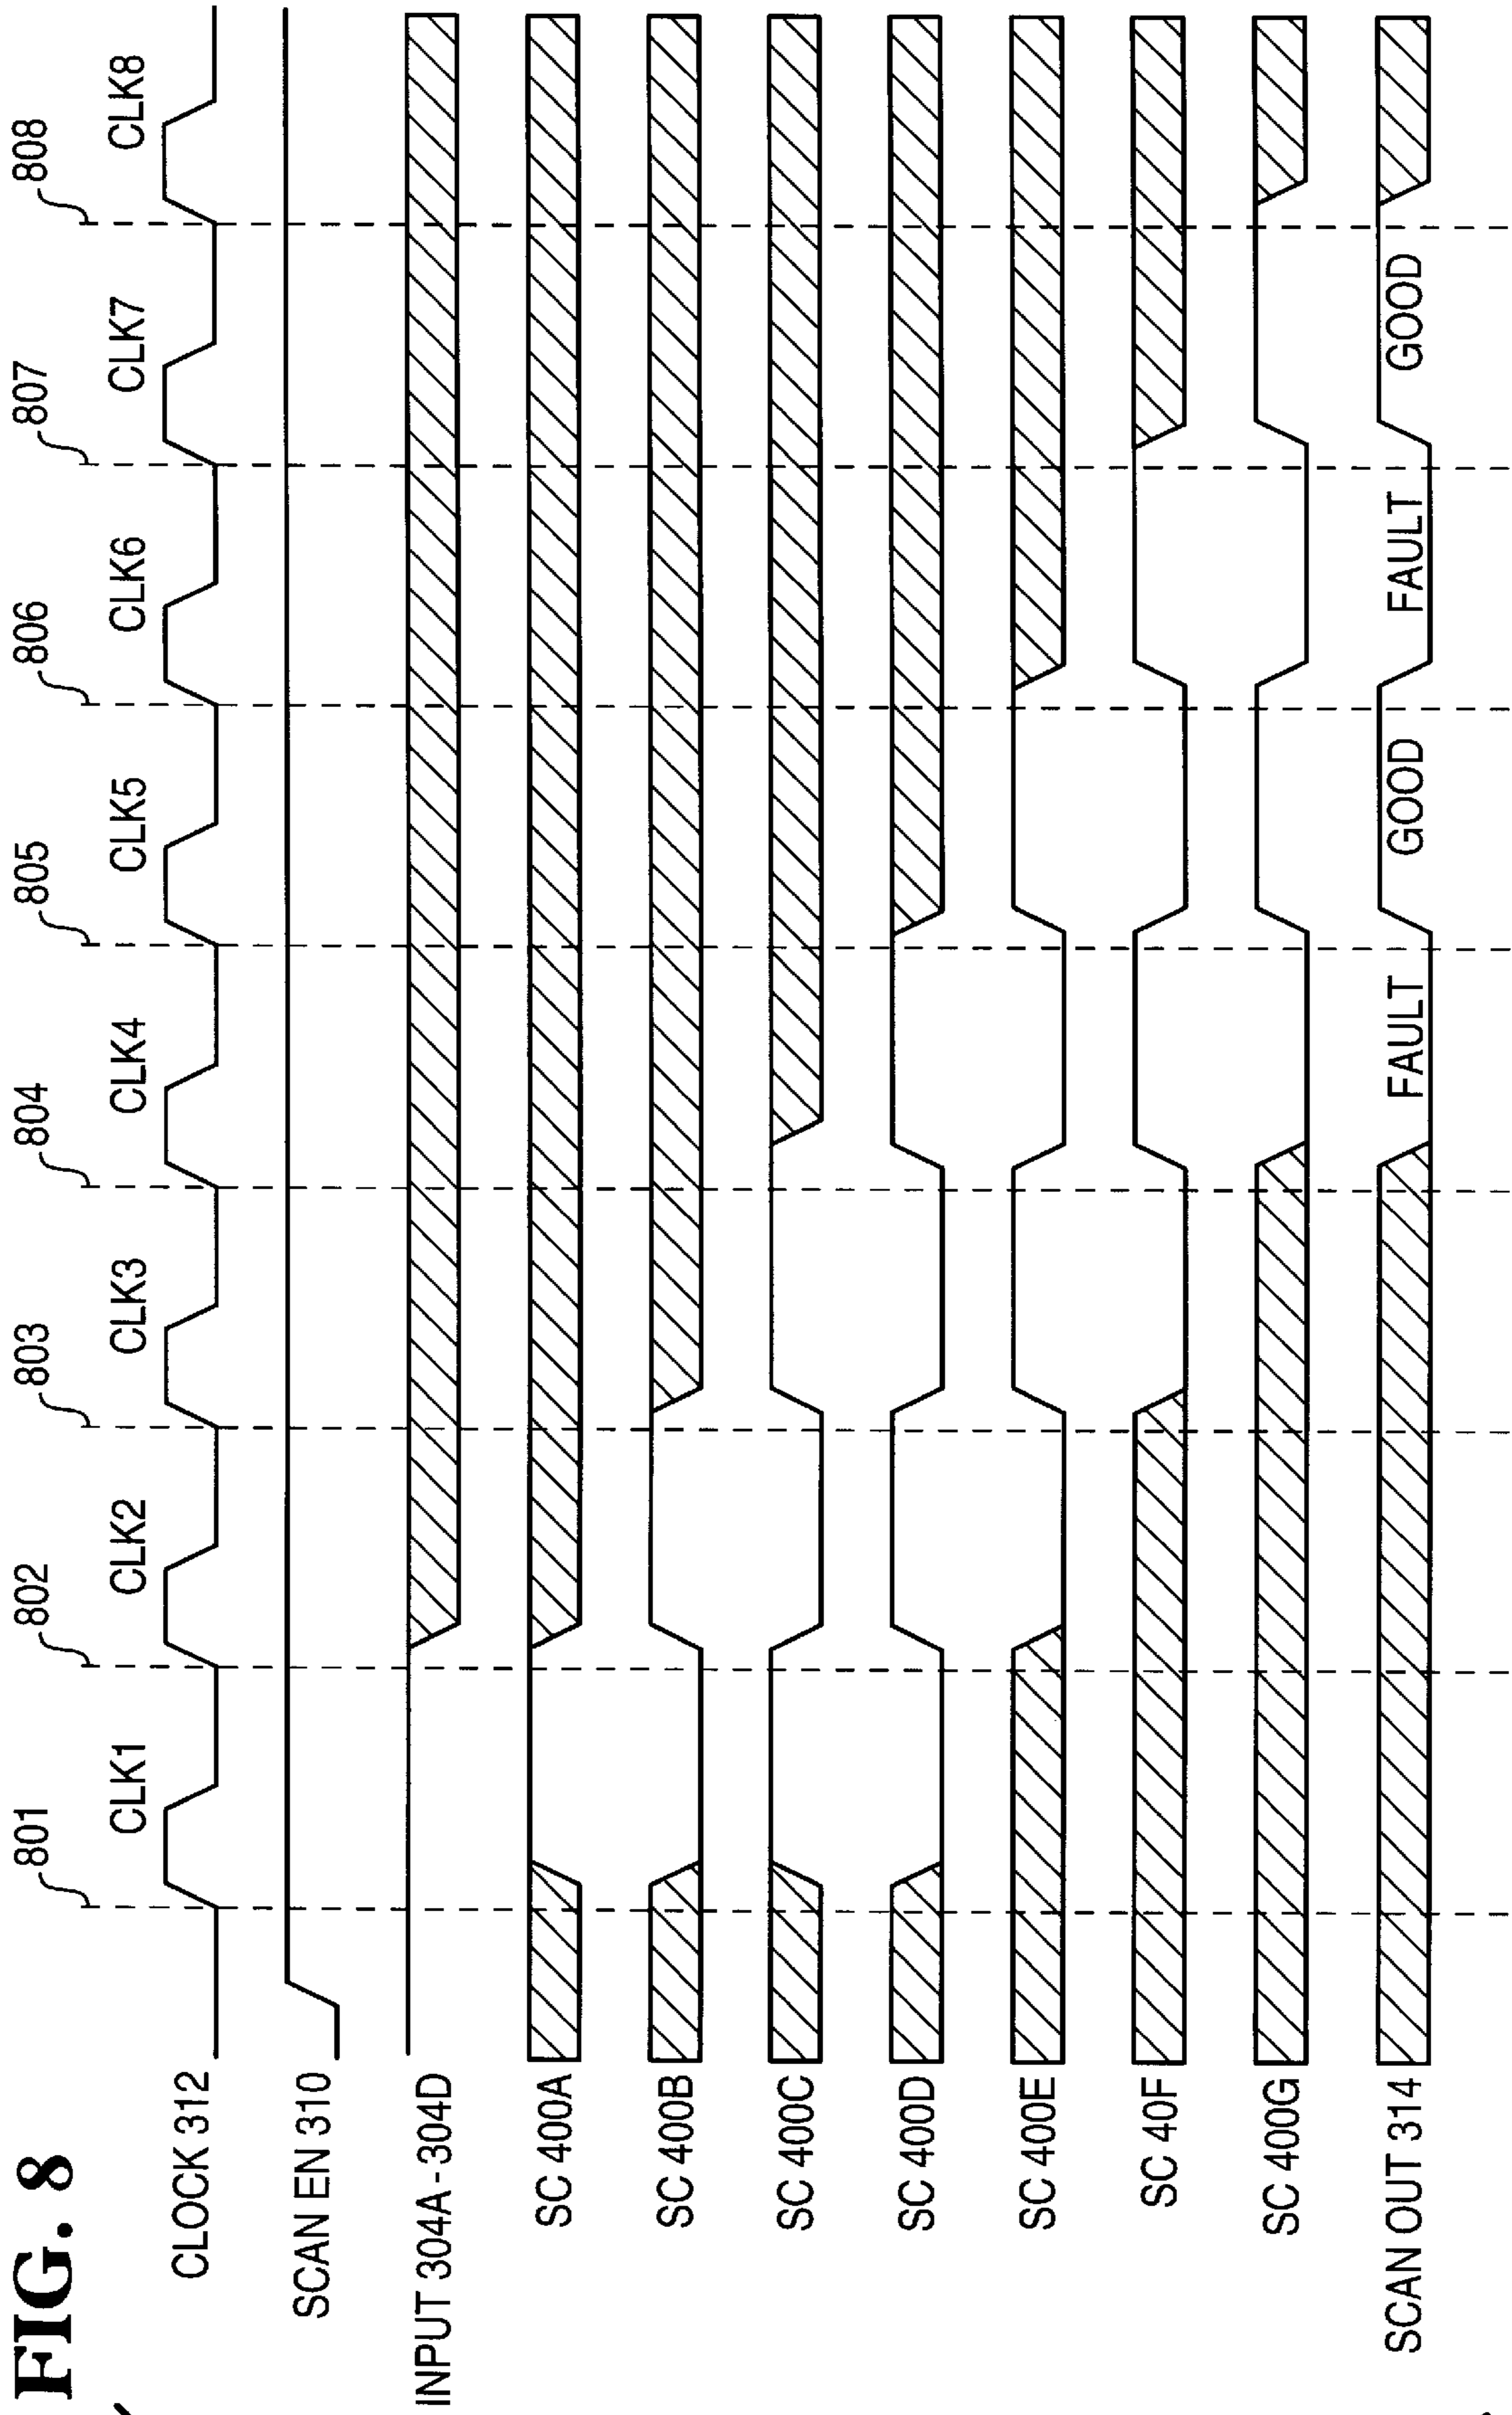 FIG. 8
801 802 803 804 805 806 807 808
CLK1 CLK2 CLK3 CLK4 CLK5 CLK6 CLK7 CLK8
CLOCK 312
SCAN EN 310
INPUT 304A-304D
SC 400A
SC 400B
SC 400C
SC 400D
SC 400E
SC 40F
SC 400G
SCAN OUT 314 FAULT GOOD FAULT GOOD